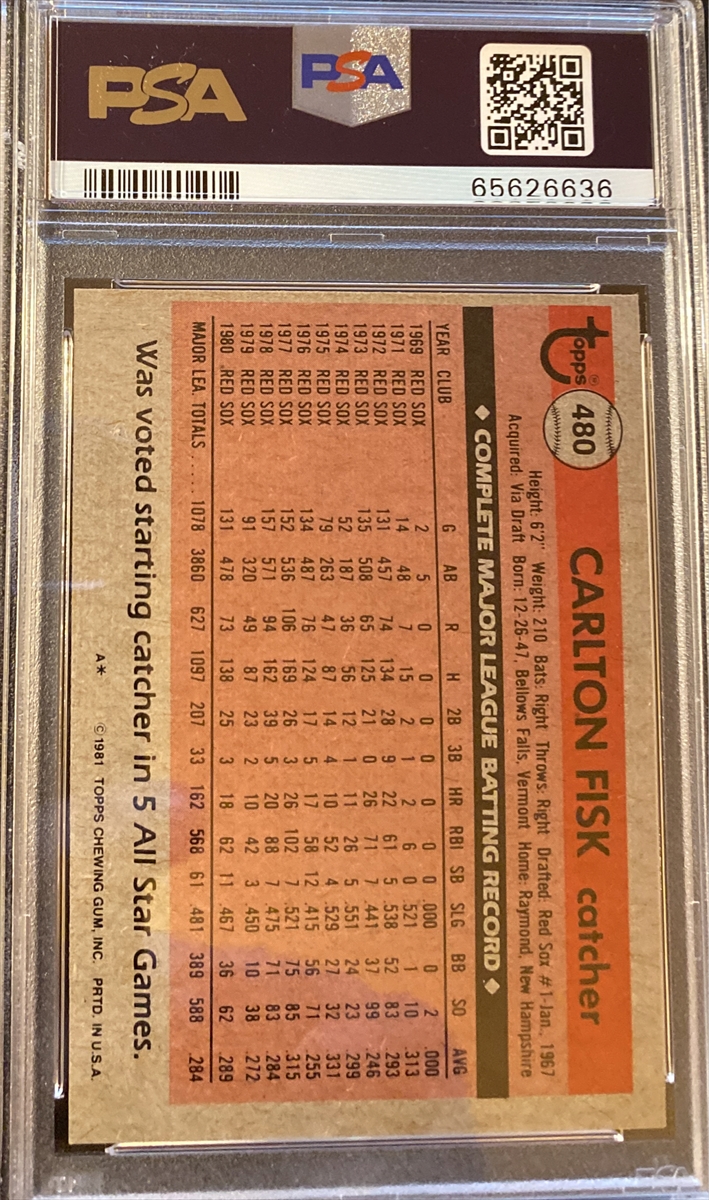 PSA
PSA
65626636
Topps®
480
CARLTON FISK catcher
Height: 6'2" Weight: 210 Bats: Right Throws: Right Drafted: Red Sox #1-Jan., 1967
Acquired: Via Draft Born: 12-26-47, Bellows Falls, Vermont Home: Raymond, New Hampshire
◆ COMPLETE MAJOR LEAGUE BATTING RECORD ◆
YEAR CLUB G AB R H 2B 3B HR RBI SB SLG BB SO AVG
1969 RED SOX 2 5 0 0 0 0 0 0 0 .000 0 2 .000
1971 RED SOX 14 48 7 15 2 1 2 6 0 .521 1 10 .313
1972 RED SOX 131 457 74 134 28 9 22 61 5 .538 52 83 .293
1973 RED SOX 135 508 65 125 21 0 26 71 7 .441 37 99 .246
1974 RED SOX 52 187 36 56 12 1 11 26 5 .551 24 23 .299
1975 RED SOX 79 263 47 87 14 4 10 52 4 .529 27 32 .331
1976 RED SOX 134 487 76 124 17 5 17 58 12 .415 56 71 .255
1977 RED SOX 152 536 106 169 26 3 26 102 7 .521 75 85 .315
1978 RED SOX 157 571 94 162 39 5 20 88 7 .475 71 83 .284
1979 RED SOX 91 320 49 87 23 2 10 42 3 .450 10 38 .272
1980 RED SOX 131 478 73 138 25 3 18 62 11 .467 36 62 .289
MAJOR LEA. TOTALS ..... 1078 3860 627 1097 207 33 162 568 61 .481 389 588 .284
Was voted starting catcher in 5 All Star Games.
A* ©1981 TOPPS CHEWING GUM, INC. PRTD. IN U.S.A.